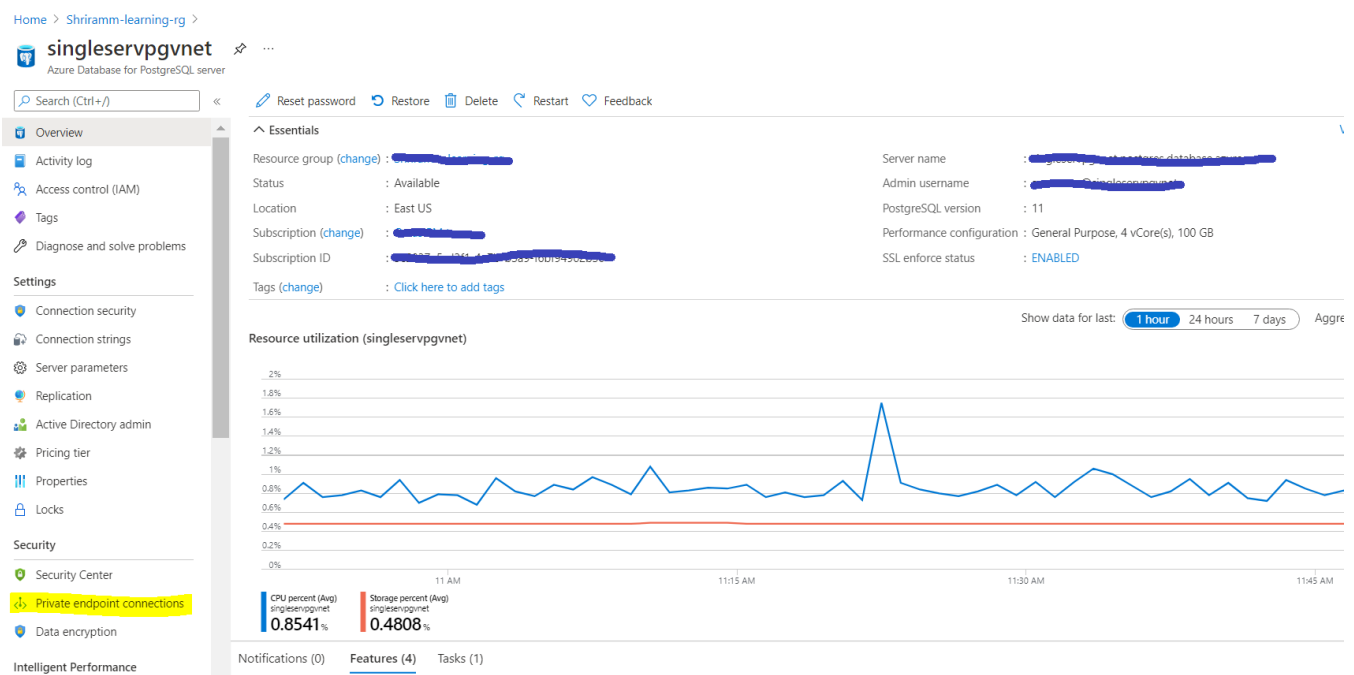 Home > Shriramm-learning-rg >
singleservpgvnet ...
Azure Database for PostgreSQL server
Search (Ctrl+/) «
Overview
Activity log
Access control (IAM)
Tags
Diagnose and solve problems
Settings
Connection security
Connection strings
Server parameters
Replication
Active Directory admin
Pricing tier
Properties
Locks
Security
Security Center
Private endpoint connections
Data encryption
Intelligent Performance
Reset password Restore Delete Restart Feedback
Essentials
Resource group (change) :
Status : Available
Location : East US
Subscription (change) :
Subscription ID :
Tags (change) : Click here to add tags
Server name :
Admin username :
PostgreSQL version : 11
Performance configuration : General Purpose, 4 vCore(s), 100 GB
SSL enforce status : ENABLED
Show data for last: 1 hour 24 hours 7 days Aggre
Resource utilization (singleservpgvnet)
2%
1.8%
1.6%
1.4%
1.2%
1%
0.8%
0.6%
0.4%
0.2%
0%
11 AM 11:15 AM 11:30 AM 11:45 AM
CPU percent (Avg)
singleservpgvnet
0.8541%
Storage percent (Avg)
singleservpgvnet
0.4808%
Notifications (0) Features (4) Tasks (1)